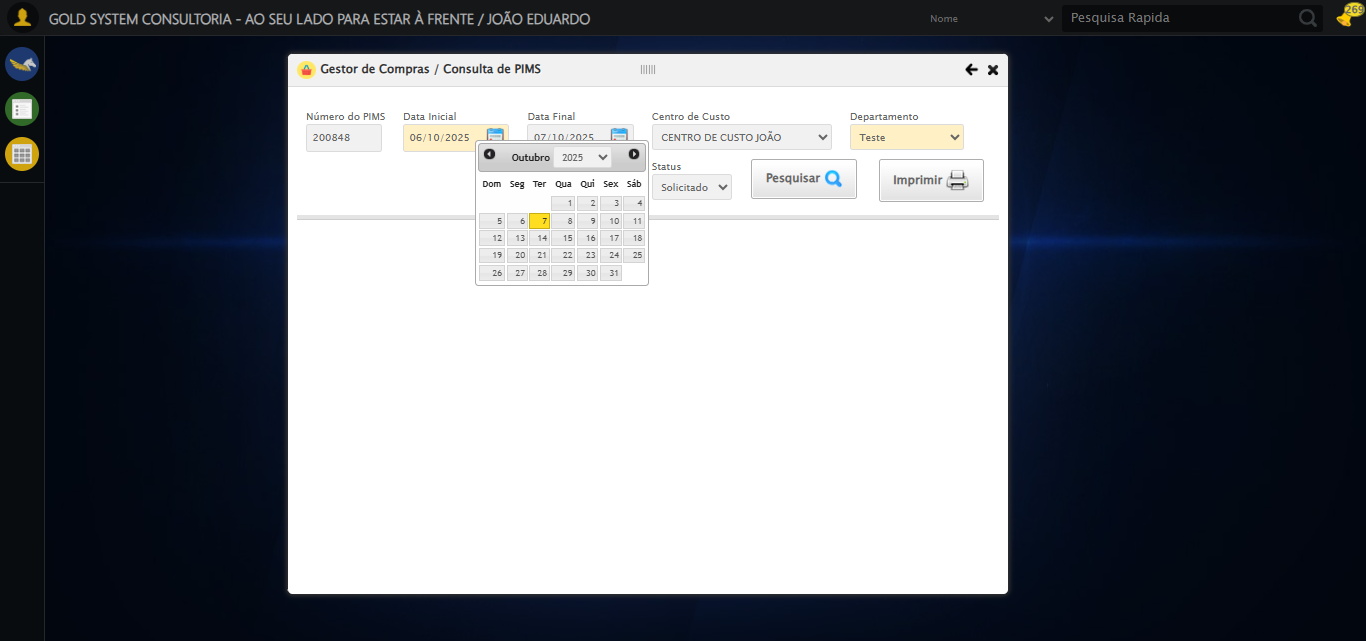 GOLD SYSTEM CONSULTORIA - AO SEU LADO PARA ESTAR À FRENTE / JOÃO EDUARDO
Nome
Pesquisa Rapida
269
Gestor de Compras / Consulta de PIMS
Número do PIMS Data Inicial Data Final Centro de Custo Departamento
200848 06/10/2025 07/10/2025 CENTRO DE CUSTO JOÃO Teste
Outubro 2025
Status
Solicitado
Pesquisar
Imprimir
Dom Seg Ter Qua Qui Sex Sáb
1 2 3 4
5 6 7 8 9 10 11
12 13 14 15 16 17 18
19 20 21 22 23 24 25
26 27 28 29 30 31